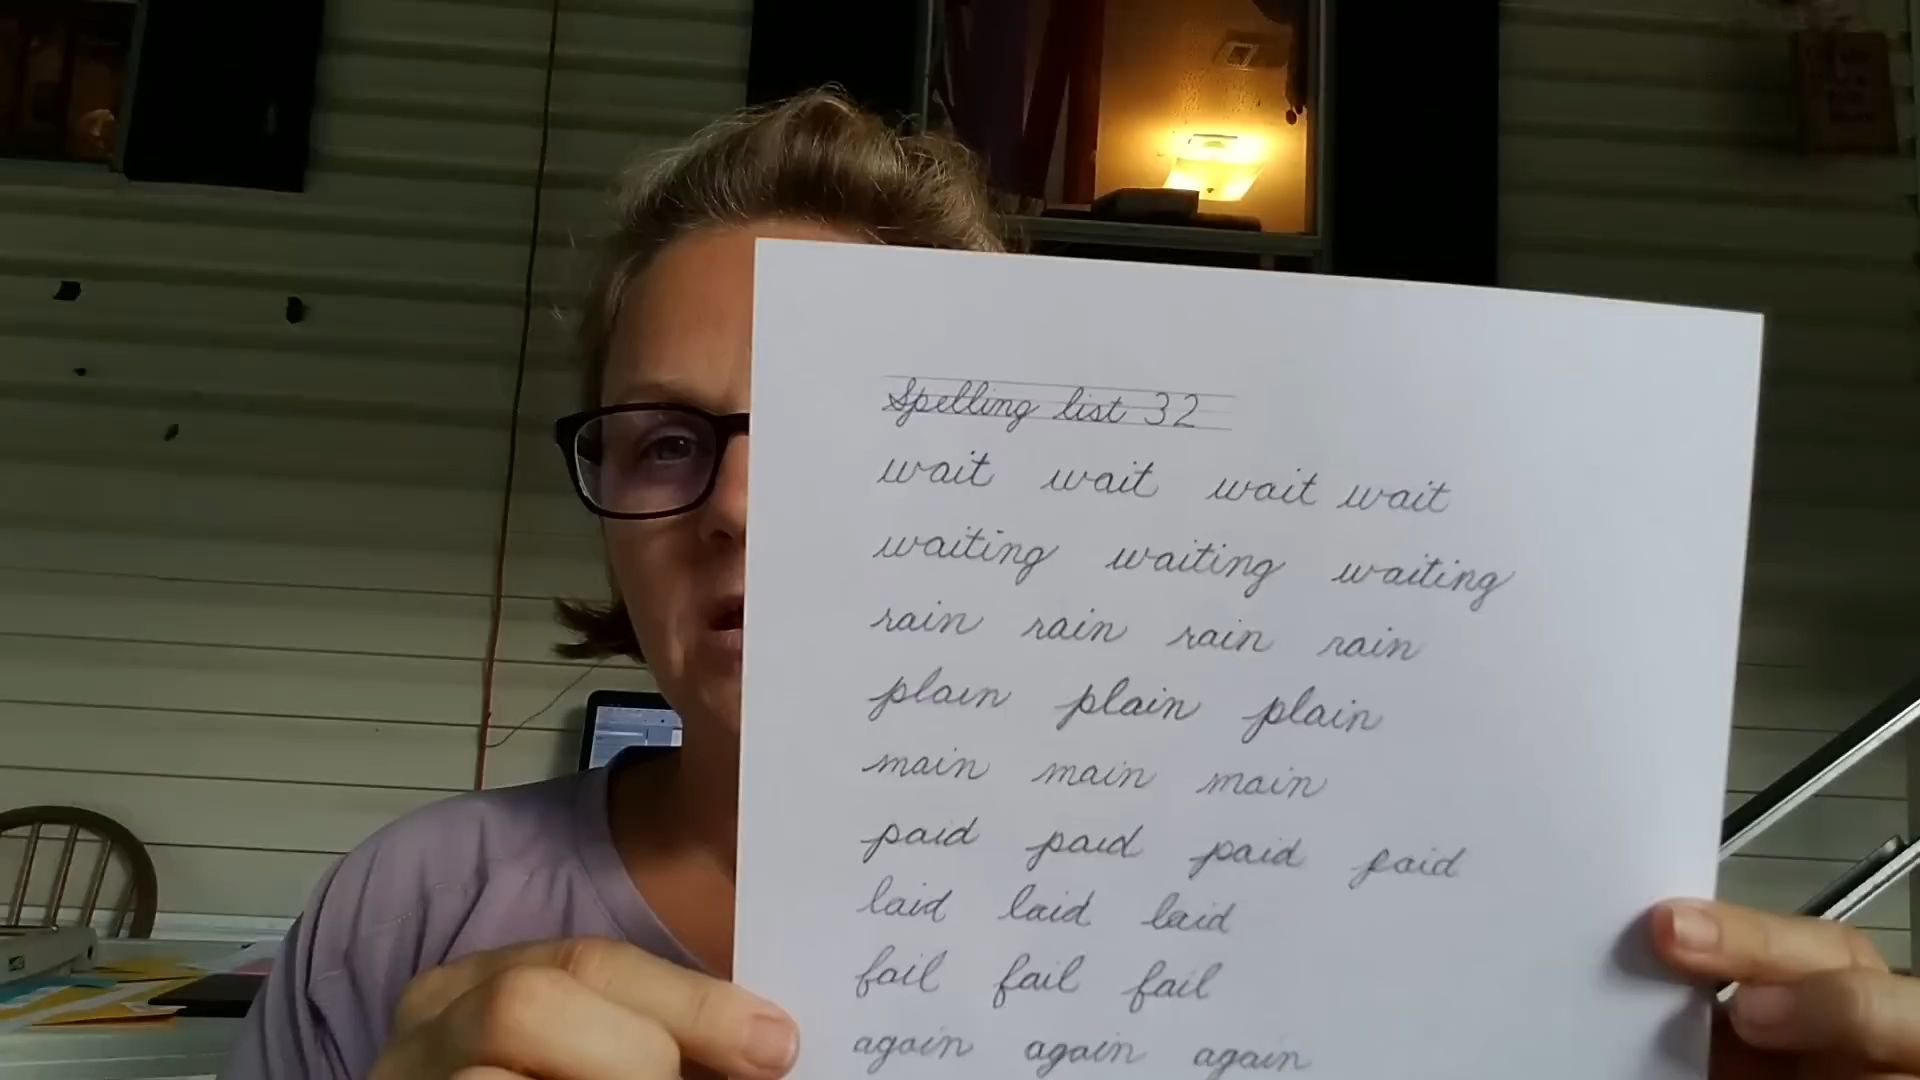 Spelling list 32
wait wait wait wait
waiting waiting waiting
rain rain rain rain
plain plain plain
main main main
paid paid paid paid
laid laid laid
fail fail fail
again again again